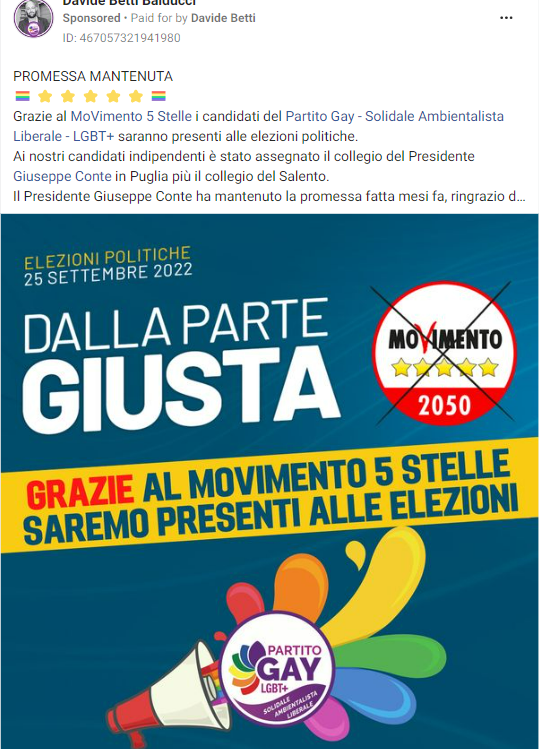 Davide Betti Balducci
Sponsored • Paid for by Davide Betti
ID: 467057321941980
PROMESSA MANTENUTA
Grazie al MoVimento 5 Stelle i candidati del Partito Gay - Solidale Ambientalista
Liberale - LGBT+ saranno presenti alle elezioni politiche.
Ai nostri candidati indipendenti è stato assegnato il collegio del Presidente
Giuseppe Conte in Puglia più il collegio del Salento.
Il Presidente Giuseppe Conte ha mantenuto la promessa fatta mesi fa, ringrazio d...
ELEZIONI POLITICHE
25 SETTEMBRE 2022
DALLA PARTE
GIUSTA
MOVIMENTO
2050
GRAZIE AL MOVIMENTO 5 STELLE
SAREMO PRESENTI ALLE ELEZIONI
PARTITO
GAY
LGBT+
SOLIDALE
AMBIENTALISTA
LIBERALE